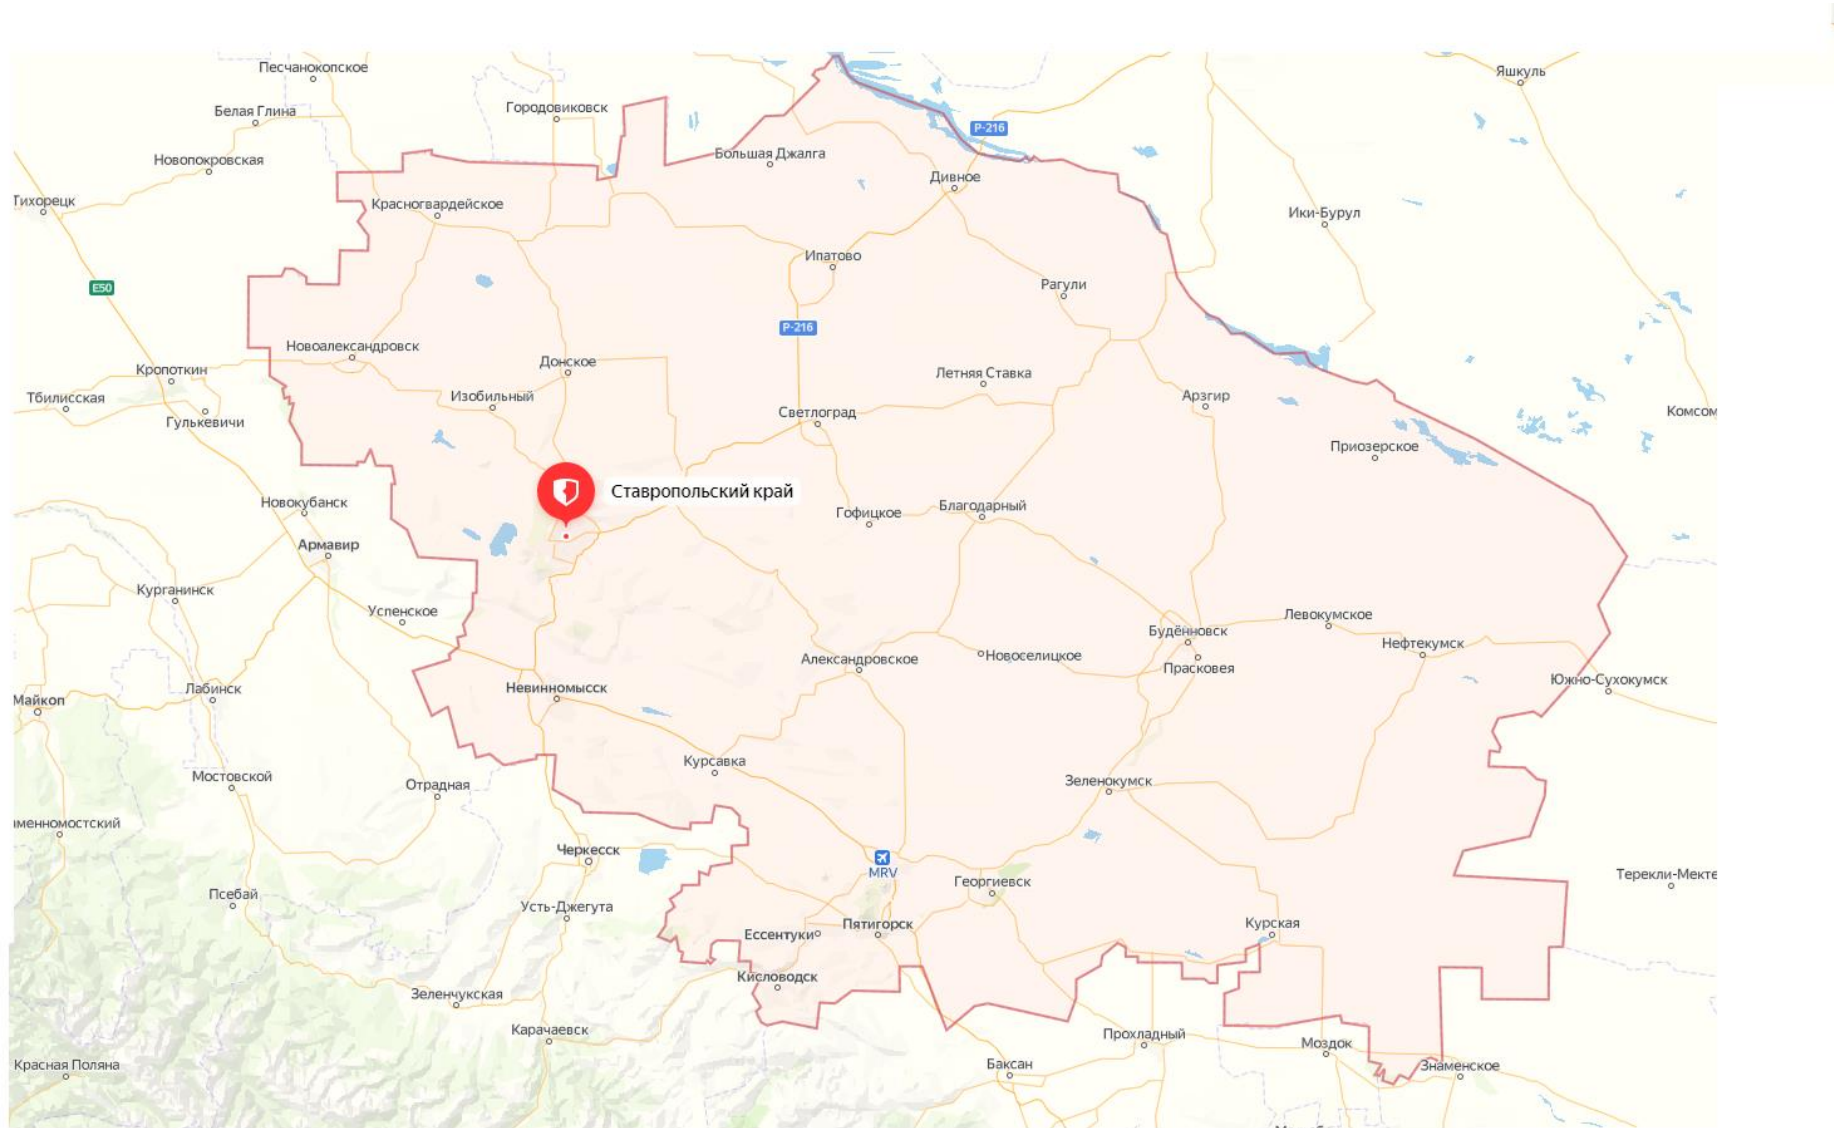 Песчанокопское
Яшкуль
Белая Глина
Городовиковск
Р-216
Новопокровская
Большая Джалга
Дивное
Тихорецк
Красногвардейское
Ики-Бурул
Ипатово
E50
Рагули
Р-216
Новоалександровск
Донское
Кропоткин
Летняя Ставка
Тбилисская
Изобильный
Арзгир
Гулькевичи
Светлоград
Комсом
Приозерское
Ставропольский край
Новокубанск
Гофицкое
Благодарный
Армавир
Курганинск
Успенское
Левокумское
Будённовск
Нефтекумск
Александровское
Новоселицкое
Прасковея
Южно-Сухокумск
Лабинск
Невинномысск
Майкоп
Курсавка
Мостовской
Отрадная
Зеленокумск
именномостский
Черкесск
MRV
Терекли-Мекте
Георгиевск
Псебай
Усть-Джегута
Ессентуки
Пятигорск
Курская
Кисловодск
Зеленчукская
Карачаевск
Прохладный
Моздок
Красная Поляна
Баксан
Знаменское